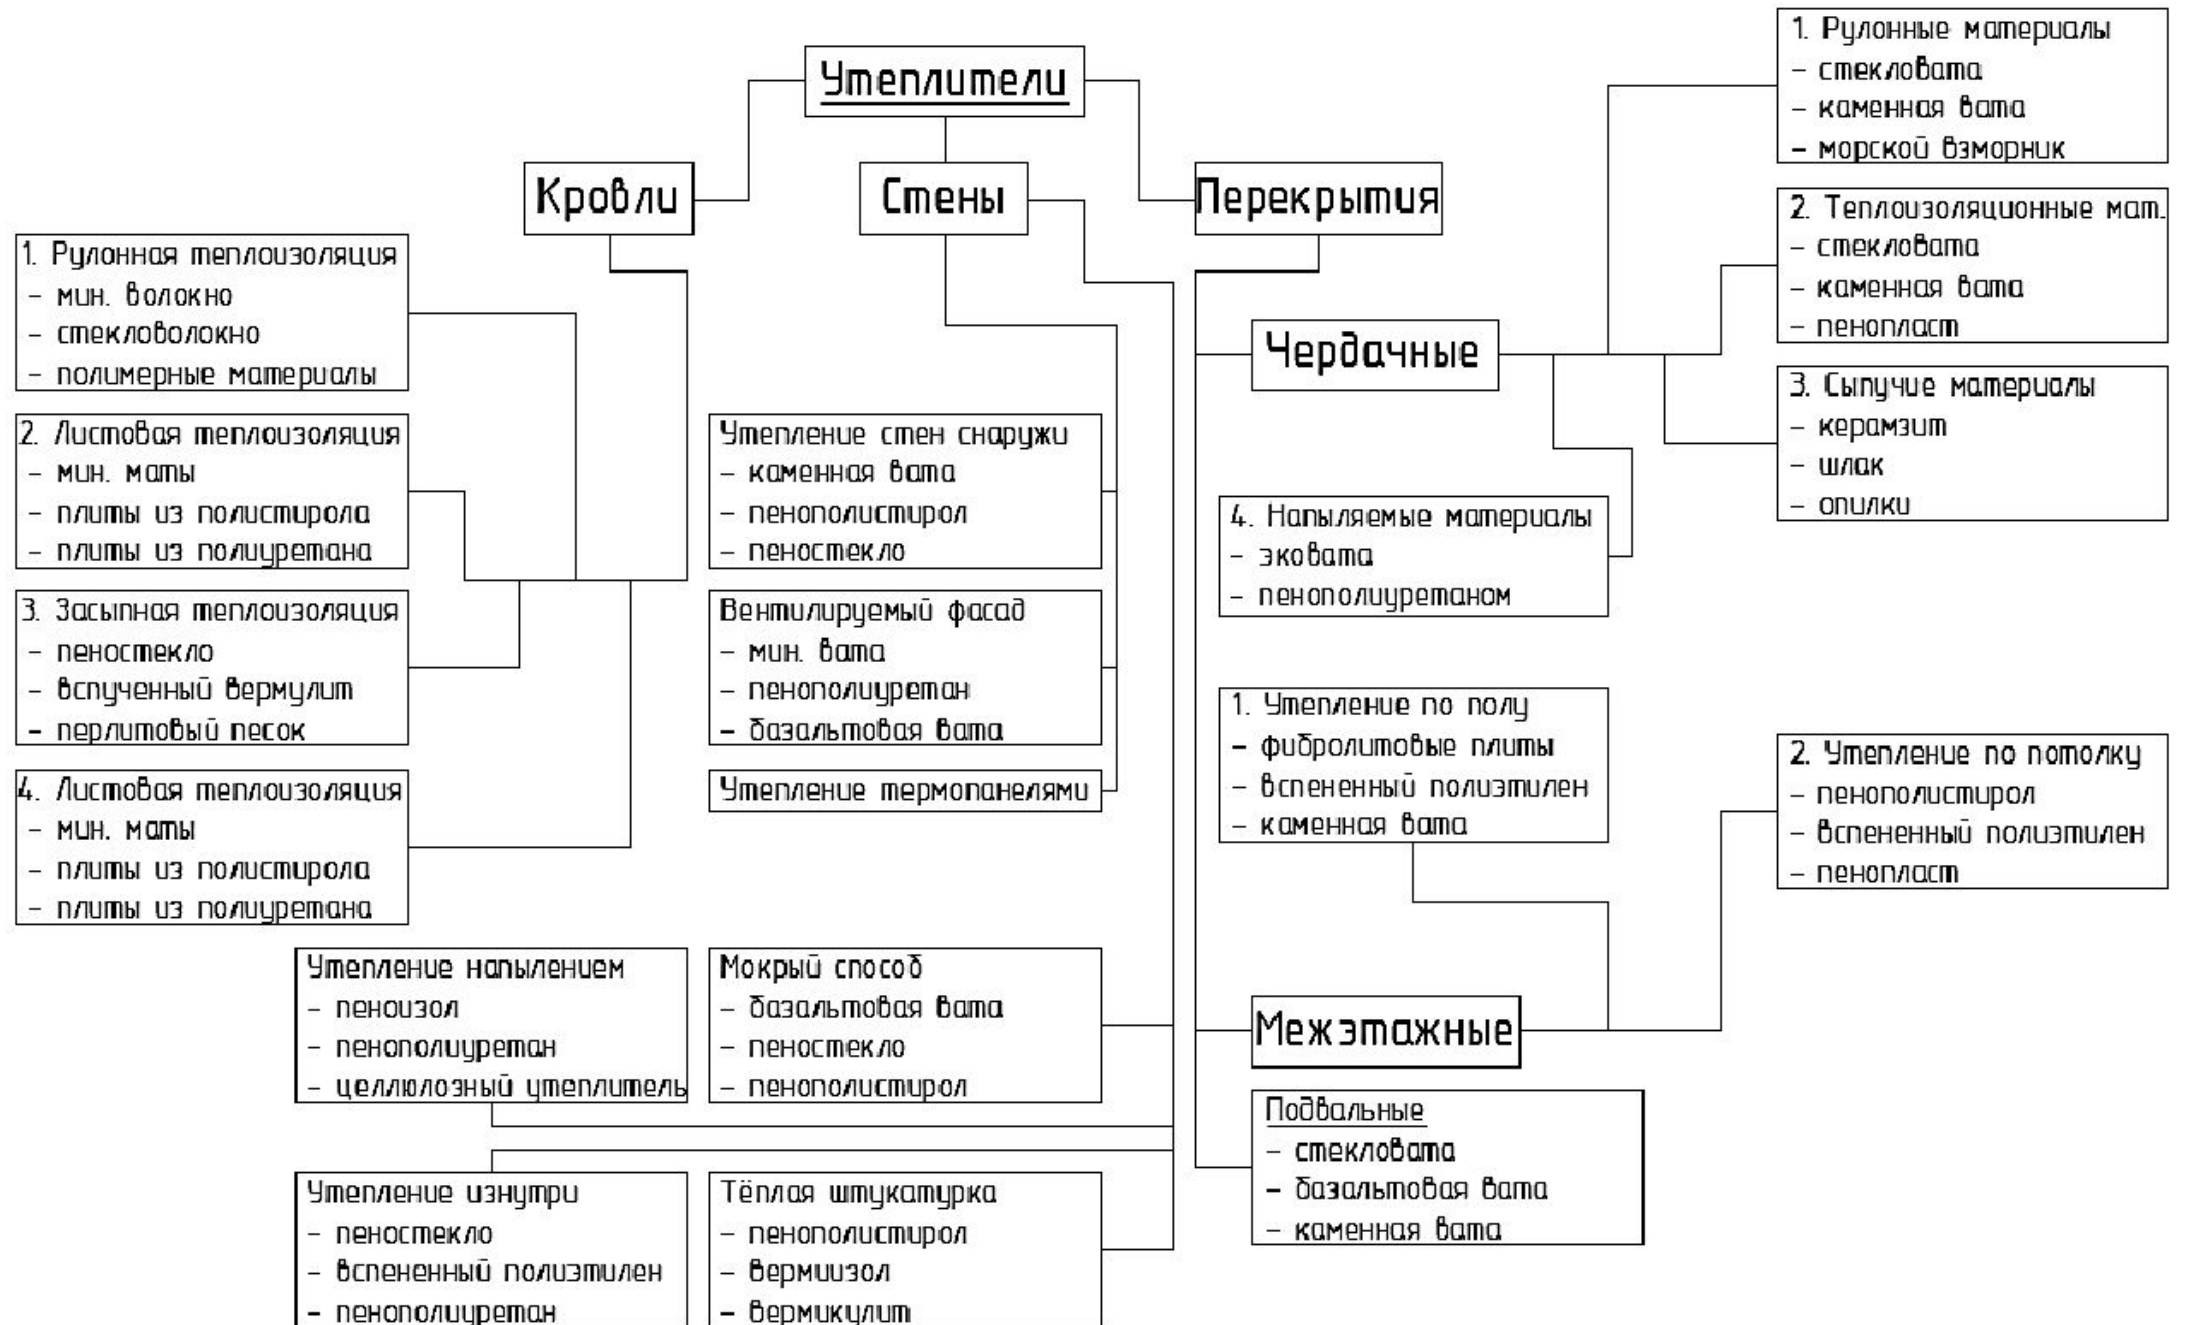 Утеплители
Кровли
Стены
Перекрытия
1. Рулонная теплоизоляция
- мин. волокно
- стекловолокно
- полимерные материалы
2. Листовая теплоизоляция
- мин. маты
- плиты из полистирола
- плиты из полиуретана
3. Засыпная теплоизоляция
- пеностекло
- вспученный вермулит
- перлитовый песок
4. Листовая теплоизоляция
- мин. маты
- плиты из полистирола
- плиты из полиуретана
Утепление стен снаружи
- каменная вата
- пенополистирол
- пеностекло
Вентилируемый фасад
- мин. вата
- пенополиуретан
- базальтовая вата
Утепление термопанелями
Утепление напылением
- пеноизол
- пенополиуретан
- целлюлозный утеплитель
Мокрый способ
- базальтовая вата
- пеностекло
- пенополистирол
Утепление изнутри
- пеностекло
- вспененный полиэтилен
- пенополиуретан
Тёплая штукатурка
- пенополистирол
- вермиизол
- вермикулит
Чердачные
1. Рулонные материалы
- стекловата
- каменная вата
- морской взморник
2. Теплоизоляционные мат.
- стекловата
- каменная вата
- пенопласт
3. Сыпучие материалы
- керамзит
- шлак
- опилки
4. Напыляемые материалы
- эковата
- пенополиуретаном
1. Утепление по полу
- фибролитовые плиты
- вспененный полиэтилен
- каменная вата
2. Утепление по потолку
- пенополистирол
- вспененный полиэтилен
- пенопласт
Межэтажные
Подвальные
- стекловата
- базальтовая вата
- каменная вата